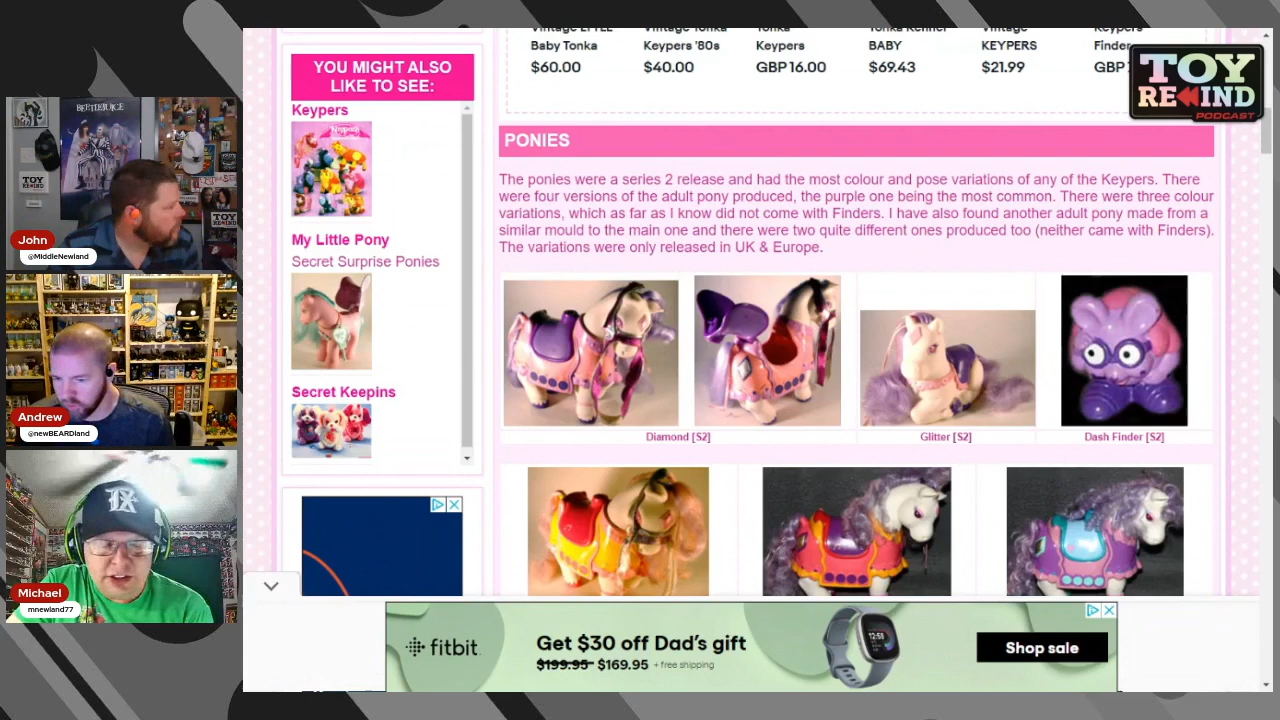 BEETLEJUICE
TOY
John
@MiddleNewland
Andrew
@newBEARDland
Michael
mnewland77
YOU MIGHT ALSO
LIKE TO SEE:
Keypers
My Little Pony
Secret Surprise Ponies
Secret Keepins
Vintage LITTLE Vintage Tonka Tonka Tonka Kenner Vintage Keypers
Baby Tonka Keypers '80s Keypers BABY KEYPERS Finder
$60.00 $40.00 GBP 16.00 $69.43 $21.99 GBP
TOY
REWIND
PODCAST
PONIES
The ponies were a series 2 release and had the most colour and pose variations of any of the Keypers. There
were four versions of the adult pony produced, the purple one being the most common. There were three colour
variations, which as far as I know did not come with Finders. I have also found another adult pony made from a
similar mould to the main one and there were two quite different ones produced too (neither came with Finders).
The variations were only released in UK & Europe.
Diamond [S2] Glitter [S2] Dash Finder [S2]
fitbit
Get $30 off Dad's gift
$199.95 $169.95 + free shipping
12:58
Shop sale